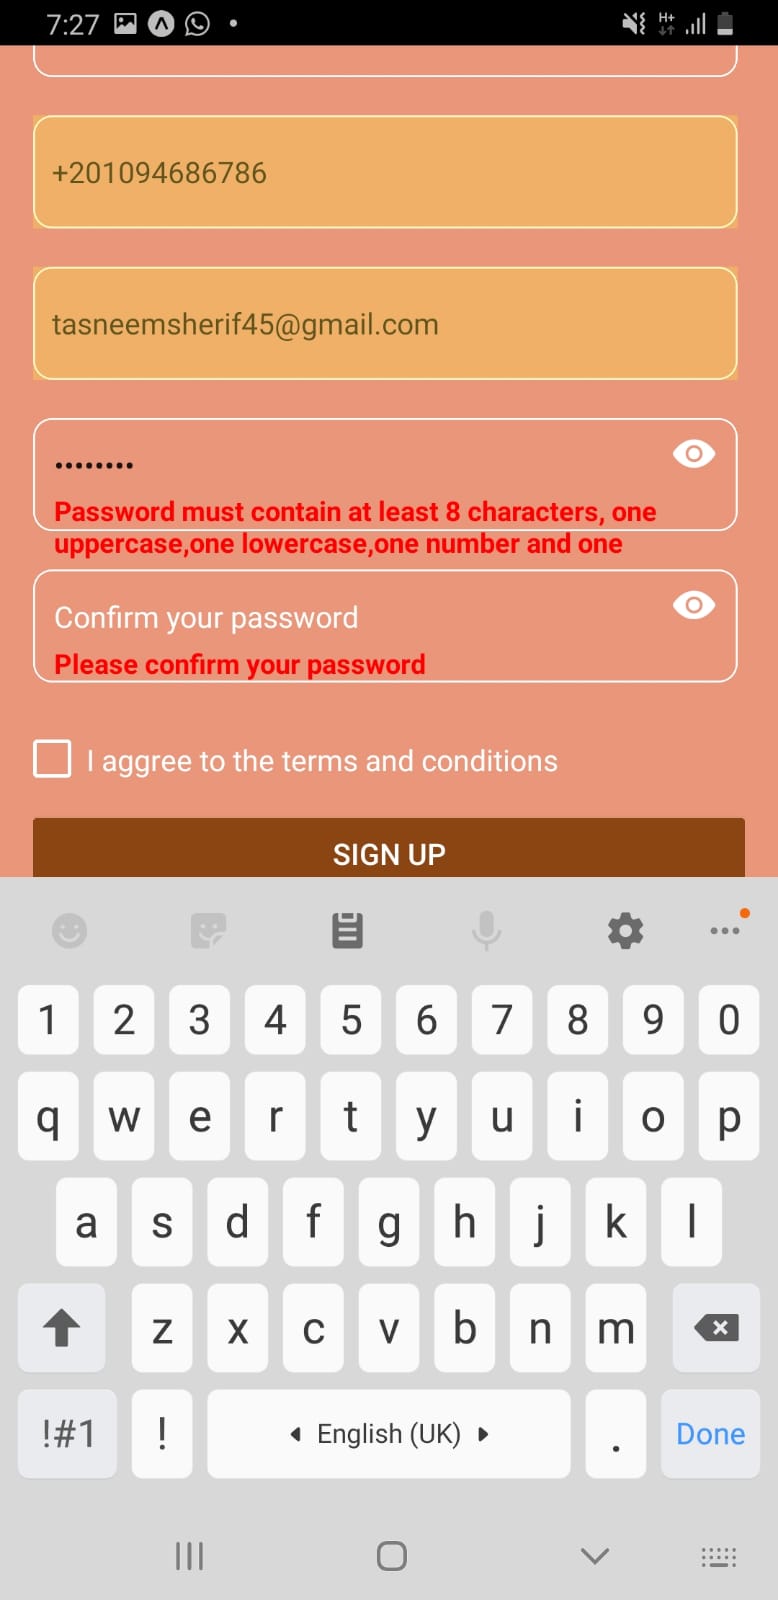 7:27
H+
+201094686786
tasneemsherif45@gmail.com
••••••••
Password must contain at least 8 characters, one
uppercase,one lowercase,one number and one
Confirm your password
Please confirm your password
I aggree to the terms and conditions
SIGN UP
1 2 3 4 5 6 7 8 9 0
q w e r t y u i o p
a s d f g h j k l
z x c v b n m
!#1 ! English (UK) . Done